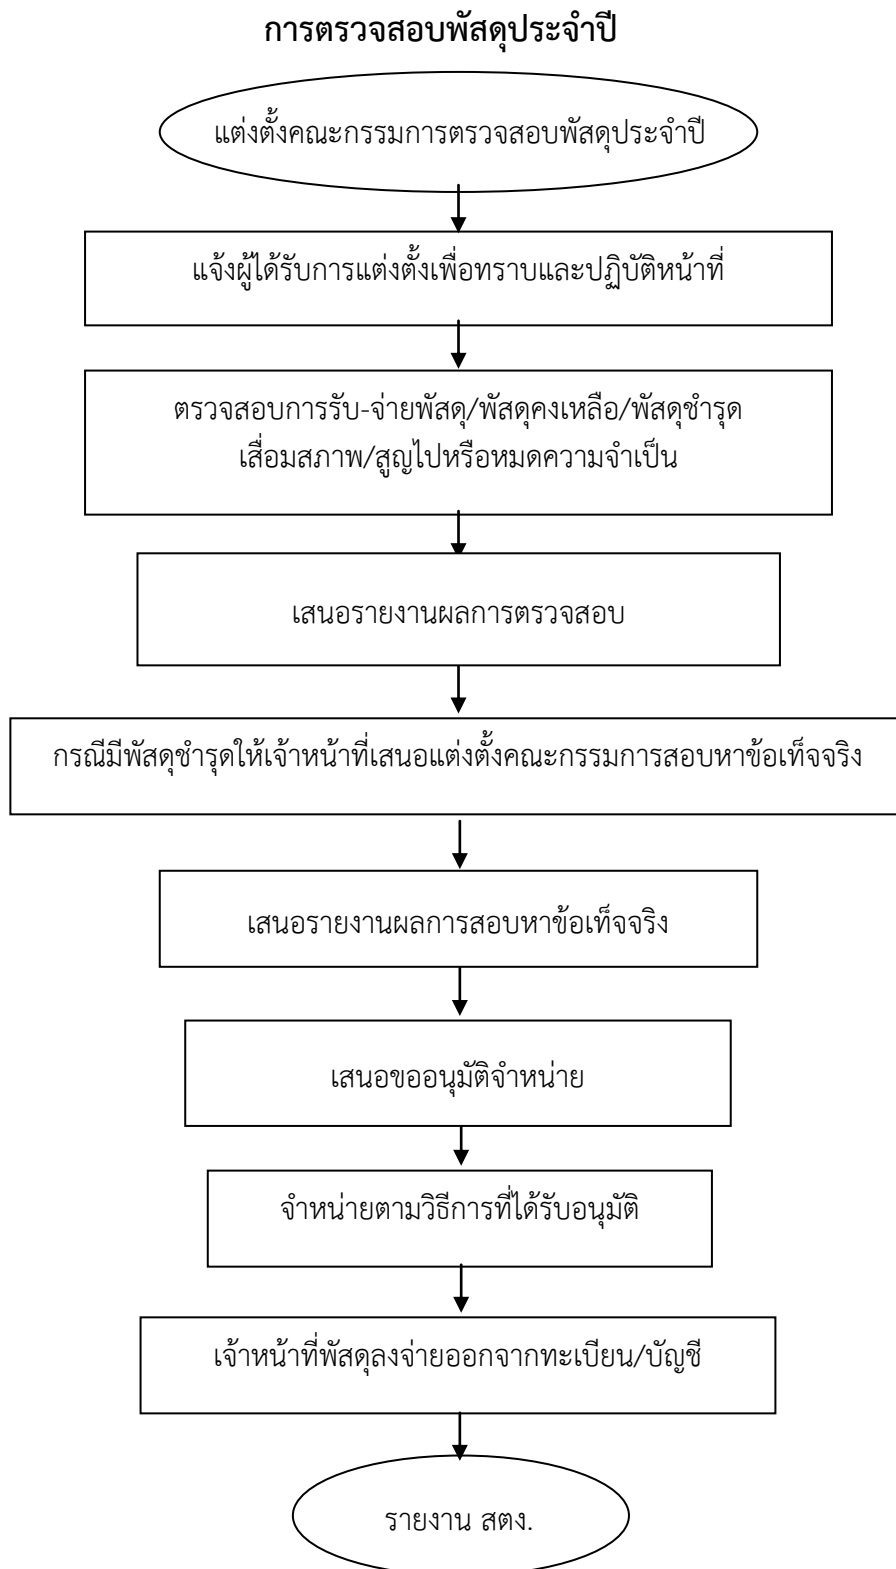 การตรวจสอบพัสดุประจำปี
แต่งตั้งคณะกรรมการตรวจสอบพัสดุประจำปี
แจ้งผู้ได้รับการแต่งตั้งเพื่อทราบและปฏิบัติหน้าที่
ตรวจสอบการรับ-จ่ายพัสดุ/พัสดุคงเหลือ/พัสดุชำรุด
เสื่อมสภาพ/สูญไปหรือหมดความจำเป็น
เสนอรายงานผลการตรวจสอบ
กรณีมีพัสดุชำรุดให้เจ้าหน้าที่เสนอแต่งตั้งคณะกรรมการสอบหาข้อเท็จจริง
เสนอรายงานผลการสอบหาข้อเท็จจริง
เสนอขออนุมัติจำหน่าย
จำหน่ายตามวิธีการที่ได้รับอนุมัติ
เจ้าหน้าที่พัสดุลงจ่ายออกจากทะเบียน/บัญชี
รายงาน สตง.